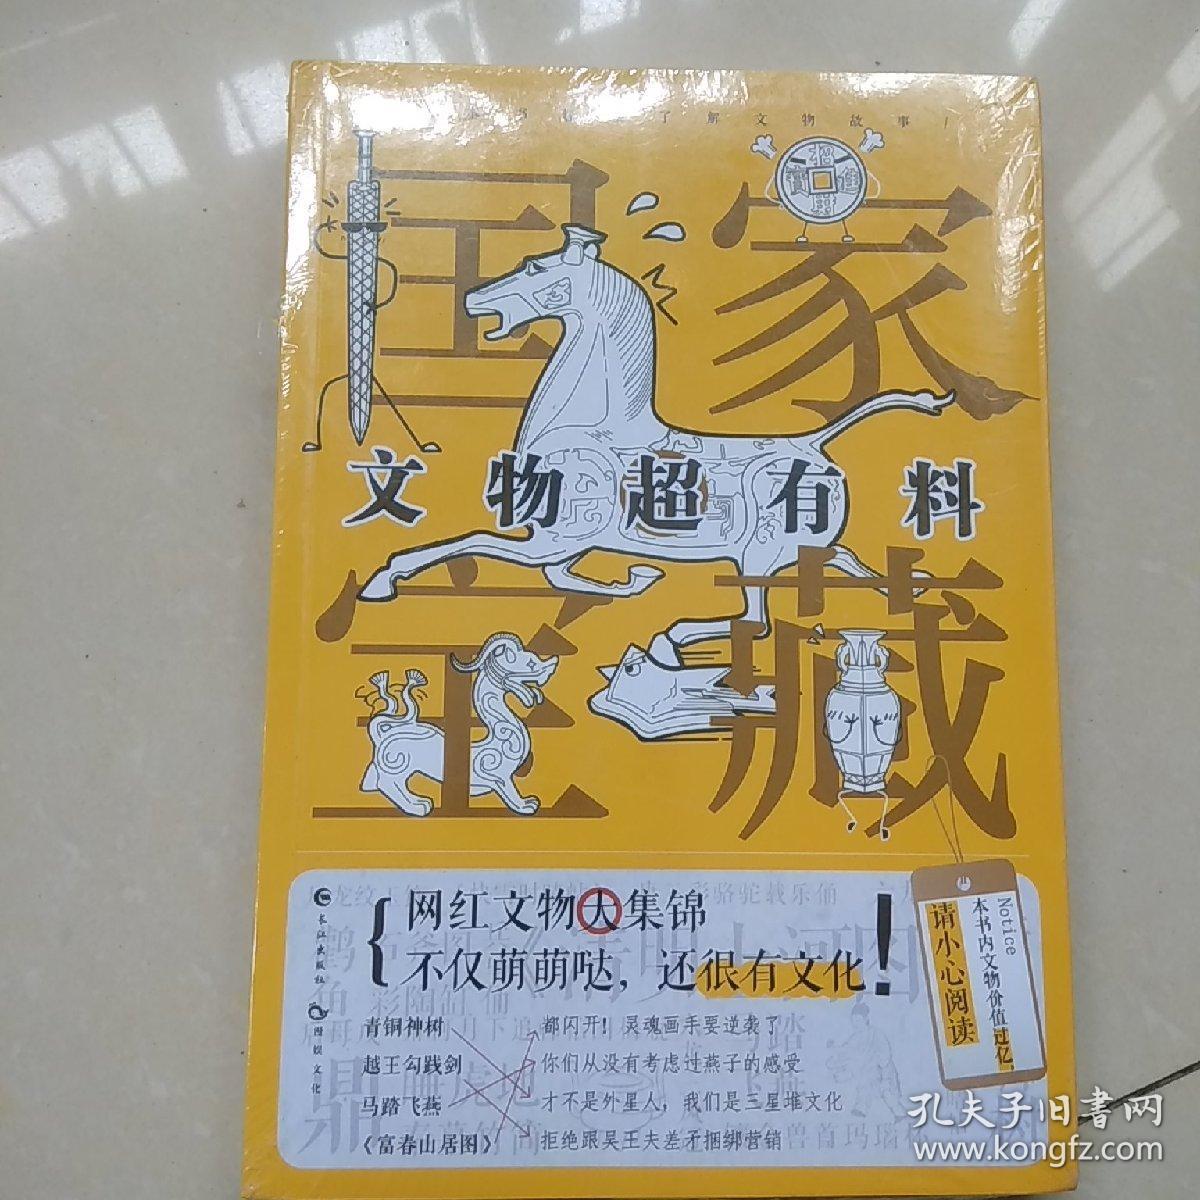 了解文物故事
国家
文物超有料
宝藏
网红文物大集锦
不仅萌萌哒，还很有文化！
青铜神树
越王勾践剑
马踏飞燕
《富春山居图》
都闪开！灵魂画手要逆袭了
你们从没有考虑过燕子的感受
才不是外星人，我们是三星堆文化
拒绝跟吴王夫差矛捆绑营销
Notice
本书内文物价值过亿，
请小心阅读
长江出版社
孔夫子旧书网
www.kongfz.com